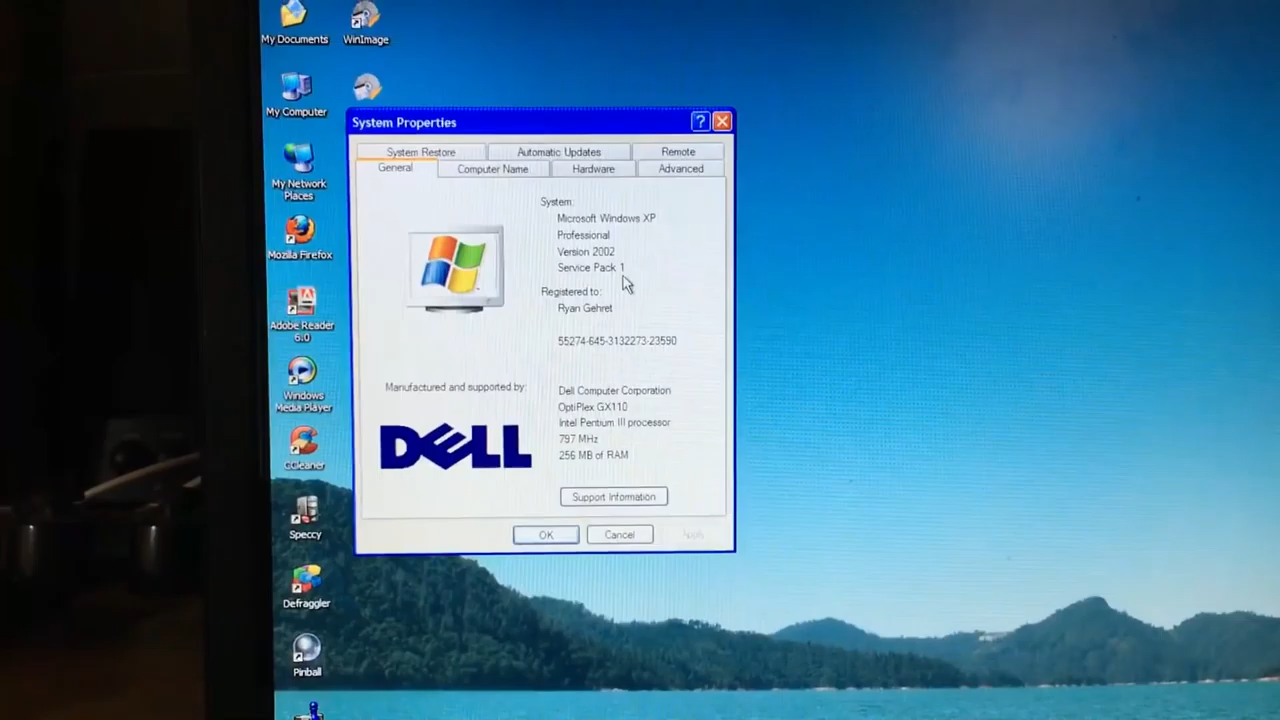 My Documents
WinImage
My Computer
My Network
Places
Mozilla Firefox
Adobe Reader
6.0
Windows
Media Player
CCleaner
Speccy
Defraggler
Pinball
System Properties
?
System Restore
Automatic Updates
Remote
General
Computer Name
Hardware
Advanced
System:
Microsoft Windows XP
Professional
Version 2002
Service Pack 1
Registered to:
Ryan Gehret
55274-645-3132273-23590
Manufactured and supported by:
Dell Computer Corporation
OptiPlex GX110
Intel Pentium III processor
797 MHz
256 MB of RAM
DELL
Support Information
OK
Cancel
Apply